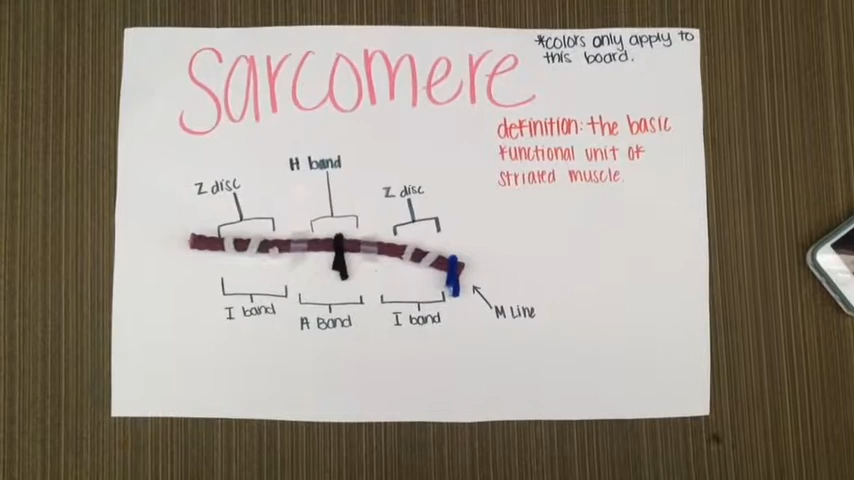 Sarcomere
*colors only apply to
this board.
definition: the basic
functional unit of
striated muscle.
H band
Z disc
Z disc
I band
A Band
I band
M Line